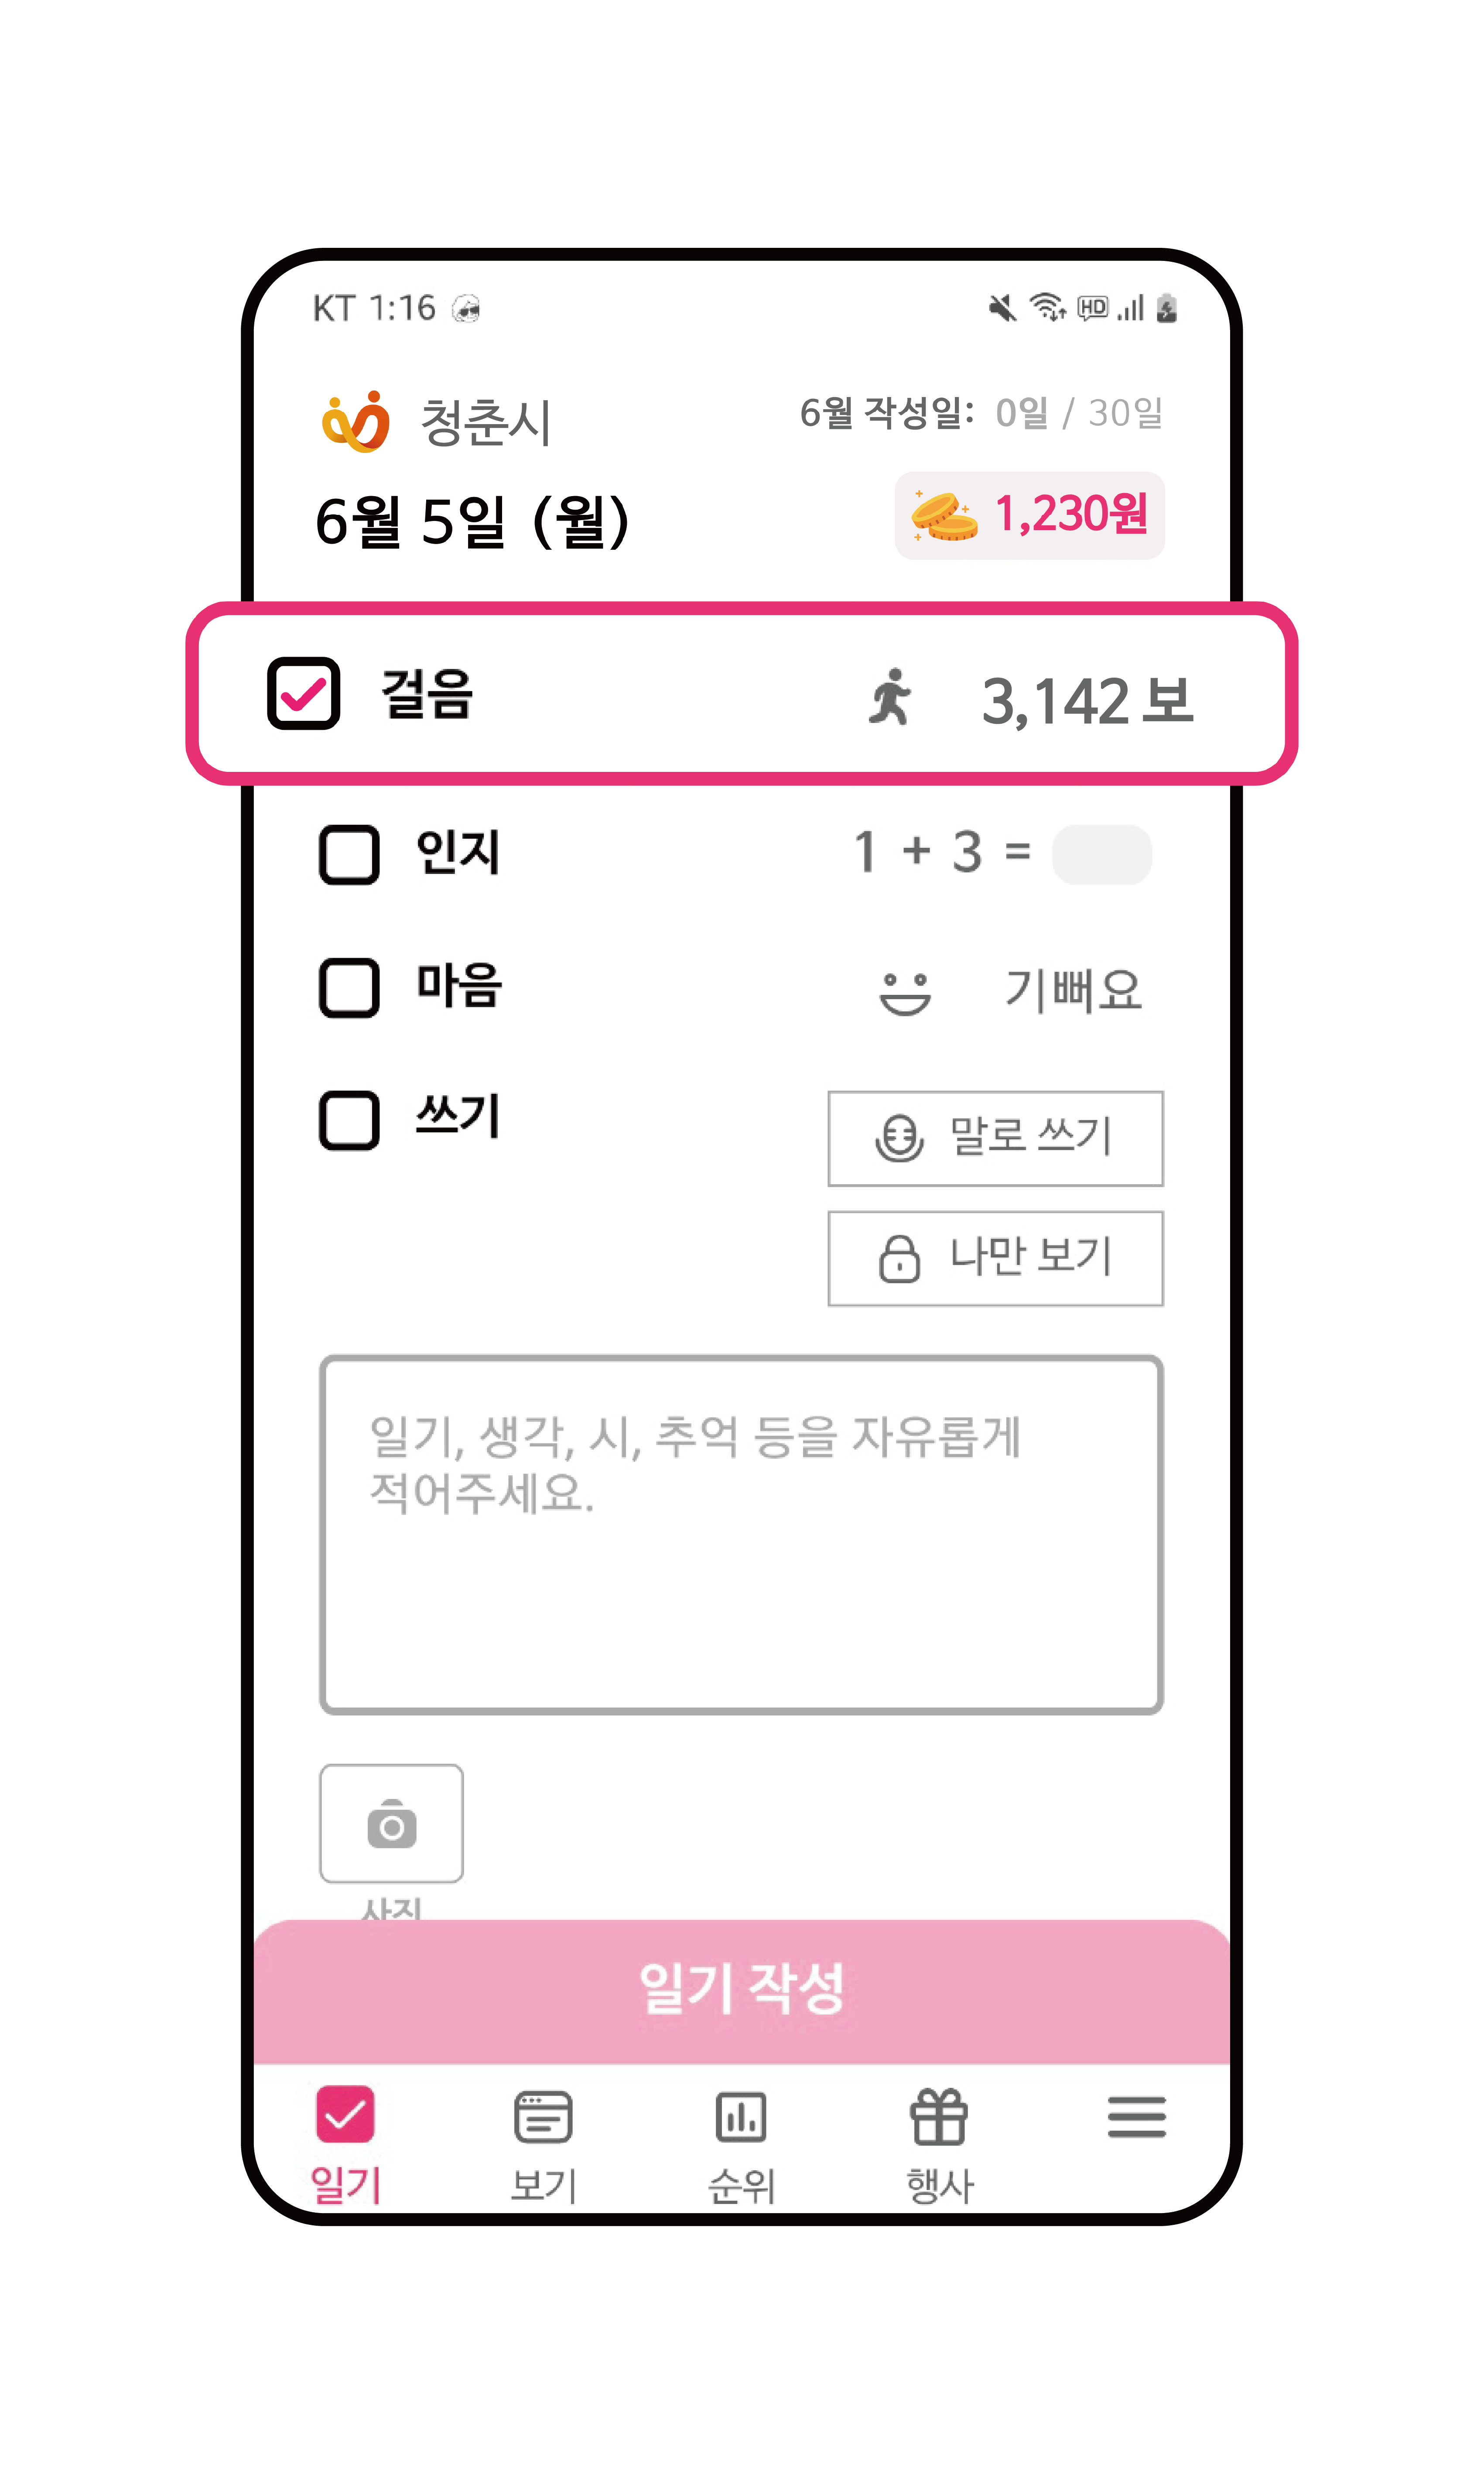 KT 1:16
HD
청춘시
6월 작성일: 0일 / 30일
6월 5일 (월)
1,230원
걸음
3,142 보
인지
1 + 3 =
마음
기뻐요
쓰기
말로 쓰기
나만 보기
일기, 생각, 시, 추억 등을 자유롭게
적어주세요.
사진
일기 작성
일기
보기
순위
행사